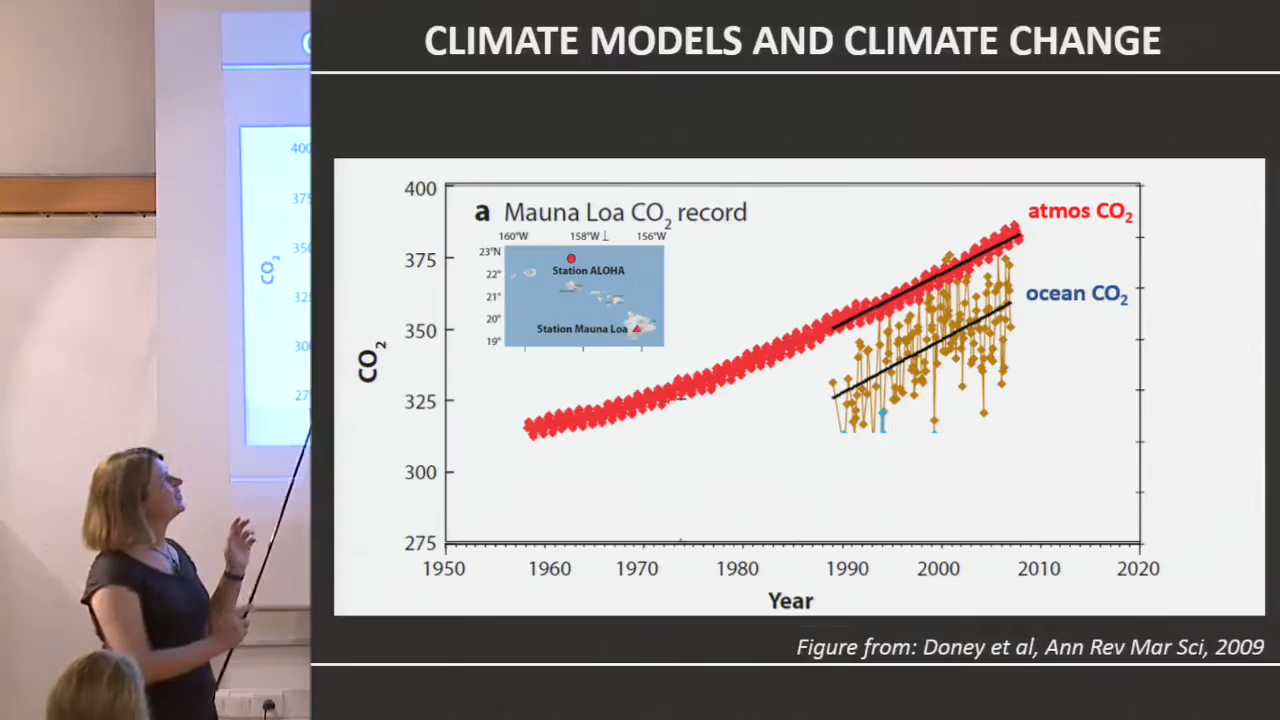 CLIMATE MODELS AND CLIMATE CHANGE
400
375
350
325
300
275
CO2
a Mauna Loa CO2 record
160°W 158°W 156°W
23°N
22°
21°
20°
19°
Station ALOHA
Station Mauna Loa
atmos CO2
ocean CO2
1950 1960 1970 1980 1990 2000 2010 2020
Year
Figure from: Doney et al, Ann Rev Mar Sci, 2009
CO2